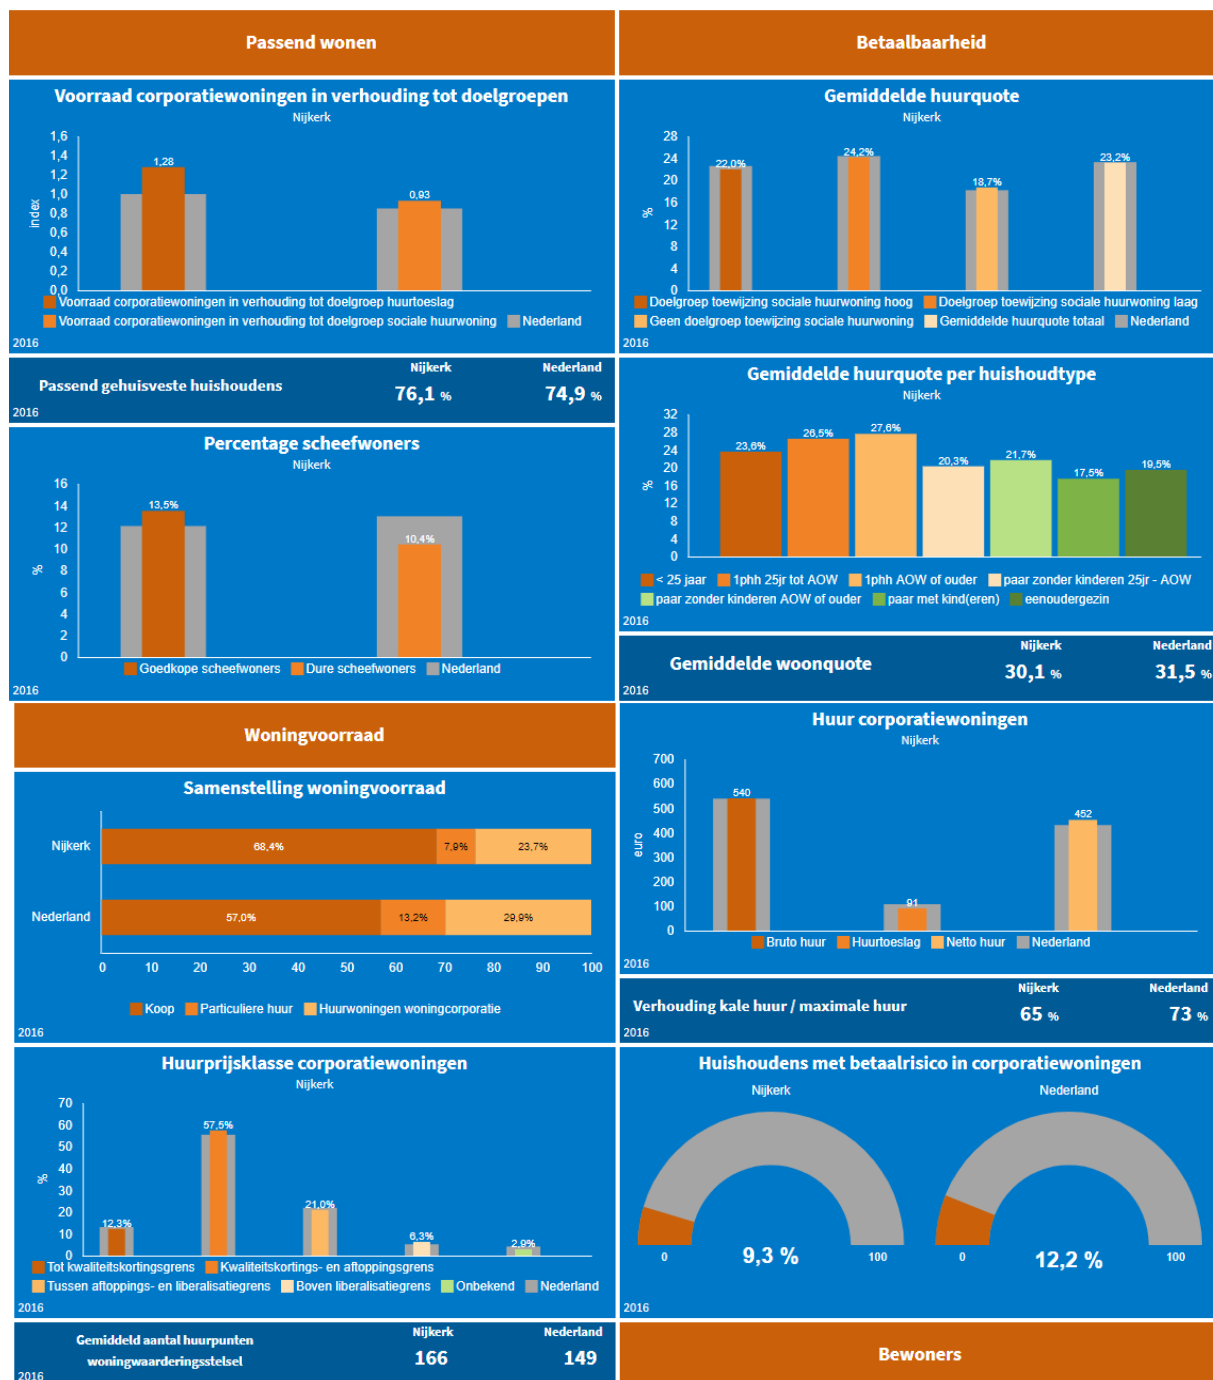 Passend wonen
Voorraad corporatiewoningen in verhouding tot doelgroepen
Nijkerk
index
1,6
1,4
1,2
1,0
0,8
0,6
0,4
0,2
0,0
1,28
0,93
Voorraad corporatiewoningen in verhouding tot doelgroep huurtoeslag
Voorraad corporatiewoningen in verhouding tot doelgroep sociale huurwoning Nederland
2016
Passend gehuisveste huishoudens
Nijkerk Nederland
76,1 % 74,9 %
2016
Percentage scheefwoners
Nijkerk
%
16
14
12
10
8
6
4
2
0
13,5%
10,4%
Goedkope scheefwoners Dure scheefwoners Nederland
2016
Woningvoorraad
Samenstelling woningvoorraad
Nijkerk 68,4% 7,9% 23,7%
Nederland 57,0% 13,2% 29,9%
0 10 20 30 40 50 60 70 80 90 100
Koop Particuliere huur Huurwoningen woningcorporatie
2016
Huurprijsklasse corporatiewoningen
Nijkerk
%
70
60
50
40
30
20
10
0
12,3%
57,5%
21,0%
6,3%
2,9%
Tot kwaliteitskortingsgrens Kwaliteitskortings- en aftoppingsgrens
Tussen aftoppings- en liberalisatiegrens Boven liberalisatiegrens Onbekend Nederland
2016
Gemiddeld aantal huurpunten
woningwaarderingsstelsel
Nijkerk Nederland
166 149
2016
Betaalbaarheid
Gemiddelde huurquote
Nijkerk
%
28
24
20
16
12
8
4
0
22,0%
24,2%
18,7%
23,2%
Doelgroep toewijzing sociale huurwoning hoog Doelgroep toewijzing sociale huurwoning laag
Geen doelgroep toewijzing sociale huurwoning Gemiddelde huurquote totaal Nederland
2016
Gemiddelde huurquote per huishoudtype
Nijkerk
%
32
28
24
20
16
12
8
4
0
23,6%
26,5%
27,6%
20,3%
21,7%
17,5%
19,5%
< 25 jaar 1phh 25jr tot AOW 1phh AOW of ouder paar zonder kinderen 25jr - AOW
paar zonder kinderen AOW of ouder paar met kind(eren) eenoudergezin
2016
Gemiddelde woonquote
Nijkerk Nederland
30,1 % 31,5 %
2016
Huur corporatiewoningen
Nijkerk
euro
700
600
500
400
300
200
100
0
540
91
452
Bruto huur Huurtoeslag Netto huur Nederland
2016
Verhouding kale huur / maximale huur
Nijkerk Nederland
65 % 73 %
2016
Huishoudens met betaalrisico in corporatiewoningen
Nijkerk Nederland
0 9,3 % 100
0 12,2 % 100
2016
Bewoners